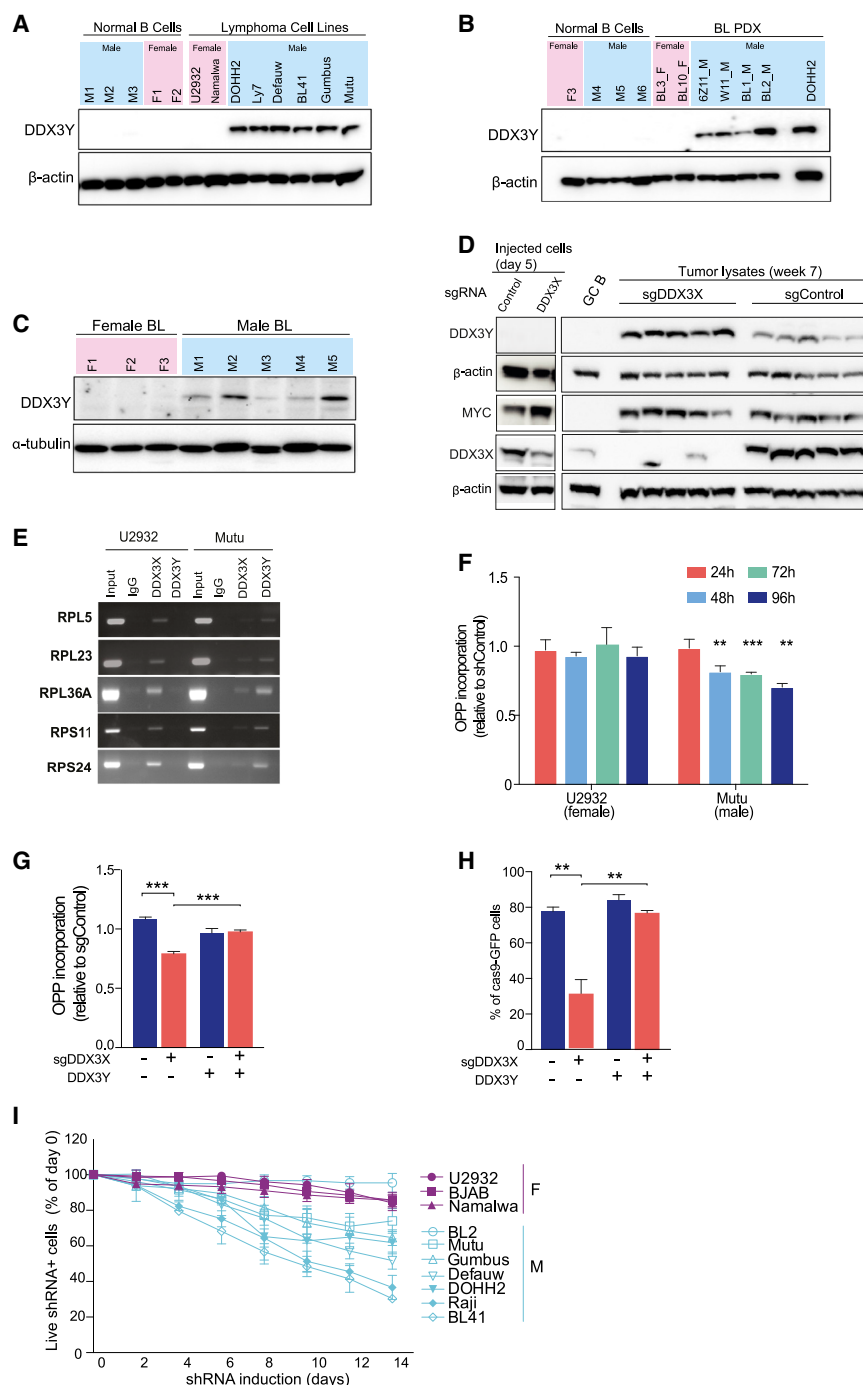 A
Normal B Cells Lymphoma Cell Lines
Male Female Female Male
M1 M2 M3 F1 F2 U2932 Namalwa DOHH2 Ly7 Defauw BL41 Gumbus Mutu
DDX3Y
β-actin
B
Normal B Cells BL PDX
Female Male Female Male
F3 M4 M5 M6 BL3_F BL10_F 6Z11_M W11_M BL1_M BL2_M DOHH2
DDX3Y
β-actin
C
Female BL Male BL
F1 F2 F3 M1 M2 M3 M4 M5
DDX3Y
α-tubulin
D
Injected cells
(day 5)
Tumor lysates (week 7)
sgRNA Control DDX3X GC B sgDDX3X sgControl
DDX3Y
β-actin
MYC
DDX3X
β-actin
E
U2932 Mutu
Input IgG DDX3X DDX3Y Input IgG DDX3X DDX3Y
RPL5
RPL23
RPL36A
RPS11
RPS24
F
24h 72h
48h 96h
OPP incorporation
(relative to shControl)
1.5
1.0
0.5
0
** *** **
U2932 Mutu
(female) (male)
G
OPP incorporation
(relative to sgControl)
1.5
1.0
0.5
0.0
*** ***
sgDDX3X - + - +
DDX3Y - - + +
H
% of cas9-GFP cells
100
80
60
40
20
0
** **
sgDDX3X - + - +
DDX3Y - - + +
I
Live shRNA+ cells (% of day 0)
120
100
80
60
40
20
0
0 2 4 6 8 10 12 14
shRNA induction (days)
U2932
BJAB
Namalwa
F
BL2
Mutu
Gumbus
Defauw
DOHH2
Raji
BL41
M